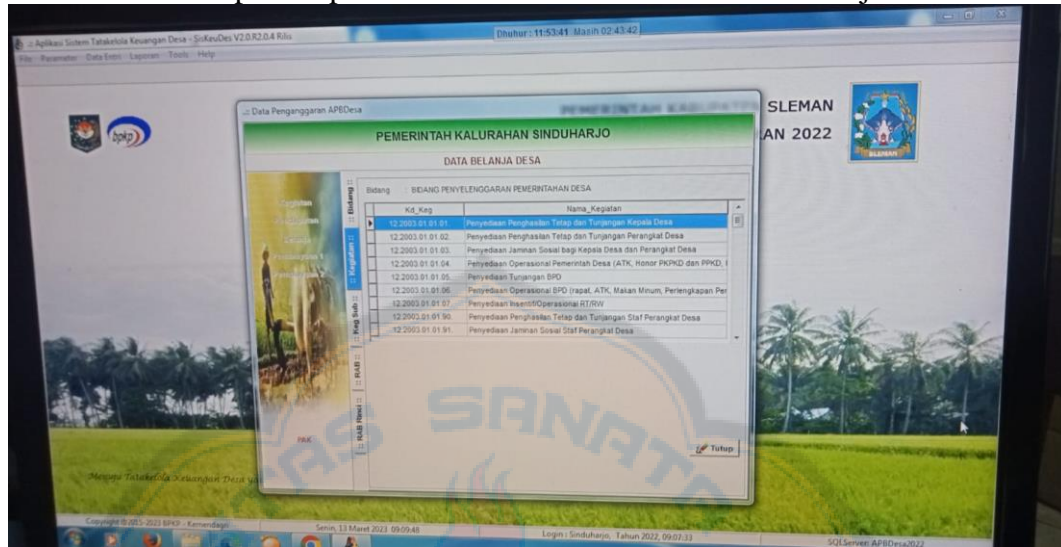 .:: Aplikasi Sistem Tatakelola Keuangan Desa - SisKeuDes V2.0.R2.0.4 Rilis
Dhuhur : 11:53:41 Masih 02:43:42
File Parameter Data Entri Laporan Tools Help
SLEMAN
AN 2022
bpkp
SLEMAN
.:: Data Penganggaran APBDesa
PEMERINTAH KALURAHAN SINDUHARJO
DATA BELANJA DESA
Kegiatan
:: Bidang ::
:: Kegiatan ::
:: Keg Sub ::
:: RAB ::
:: RAB Rinci ::
Bidang : BIDANG PENYELENGGARAAN PEMERINTAHAN DESA
Kd_Keg Nama_Kegiatan
12.2003.01.01.01. Penyediaan Penghasilan Tetap dan Tunjangan Kepala Desa
12.2003.01.01.02. Penyediaan Penghasilan Tetap dan Tunjangan Perangkat Desa
12.2003.01.01.03. Penyediaan Jaminan Sosial bagi Kepala Desa dan Perangkat Desa
12.2003.01.01.04. Penyediaan Operasional Pemerintah Desa (ATK, Honor PKPKD dan PPKD,
12.2003.01.01.05. Penyediaan Tunjangan BPD
12.2003.01.01.06. Penyediaan Operasional BPD (rapat, ATK, Makan Minum, Perlengkapan Per
12.2003.01.01.07. Penyediaan Insentif/Operasional RT/RW
12.2003.01.01.90. Penyediaan Penghasilan Tetap dan Tunjangan Staf Perangkat Desa
12.2003.01.01.91. Penyediaan Jaminan Sosial Staf Perangkat Desa
PAK
Tutup
SANATA
Menuju Tatakelola Keuangan Desa
Copyright ©2015-2023 BPKP - Kemendagri
Senin, 13 Maret 2023 09:09:48
Login : Sinduharjo, Tahun 2022, 09:07:33
SQLServer: APBDesa2022